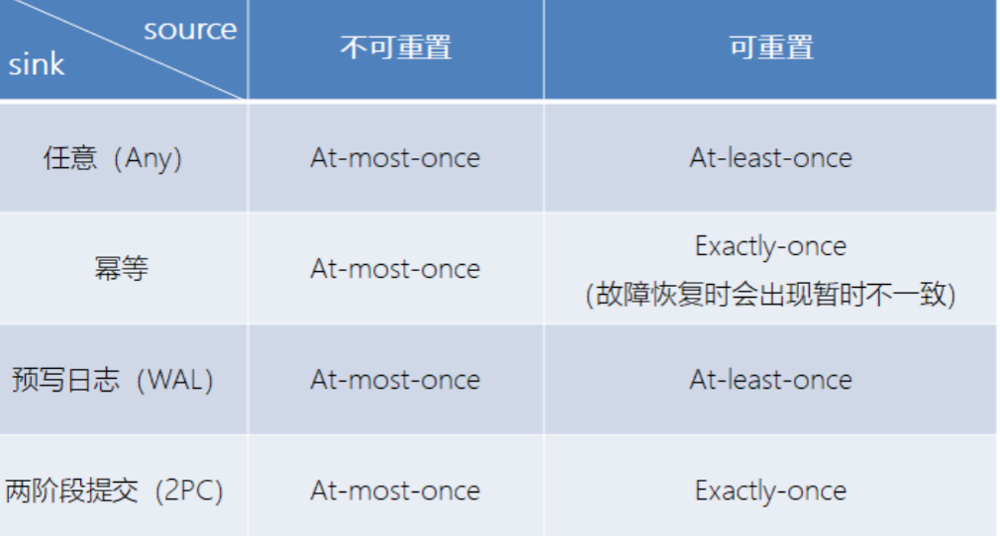 source
sink
不可重置
可重置
任意（Any）
At-most-once
At-least-once
幂等
At-most-once
Exactly-once
（故障恢复时会出现暂时不一致）
预写日志（WAL）
At-most-once
At-least-once
两阶段提交（2PC）
At-most-once
Exactly-once